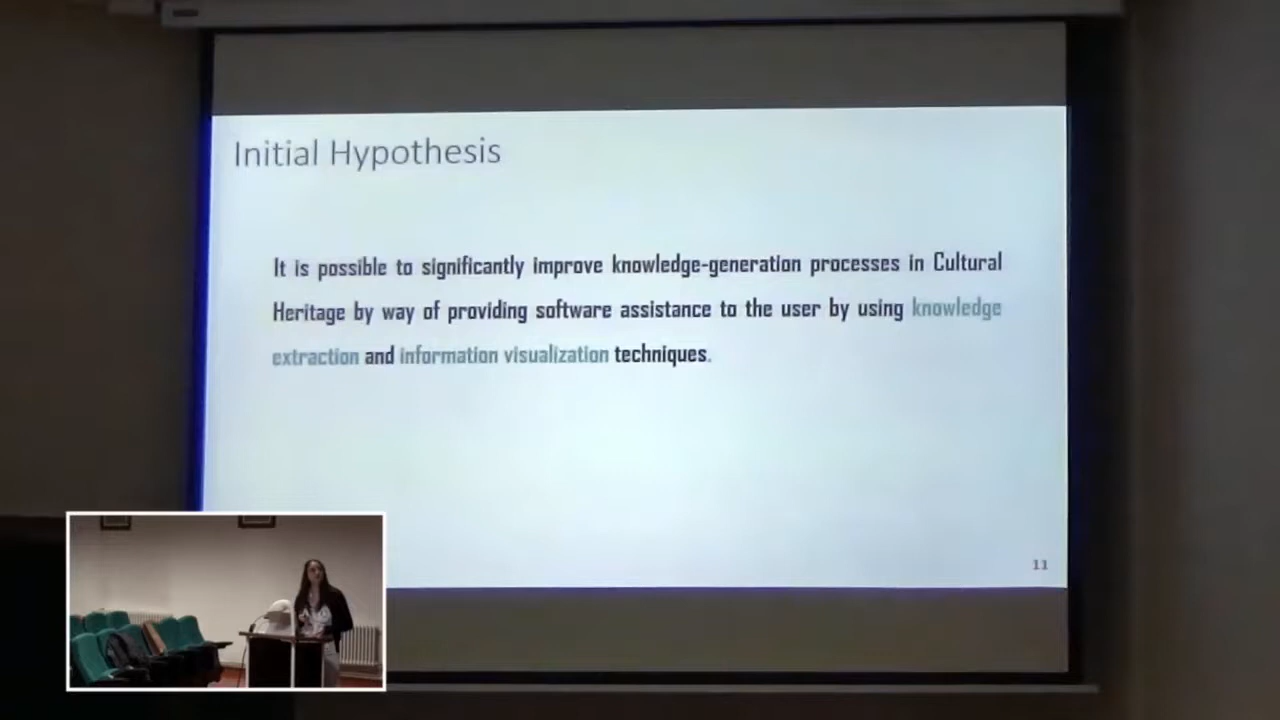 Initial Hypothesis
It is possible to significantly improve knowledge-generation processes in Cultural
Heritage by way of providing software assistance to the user by using knowledge
extraction and information visualization techniques.
11